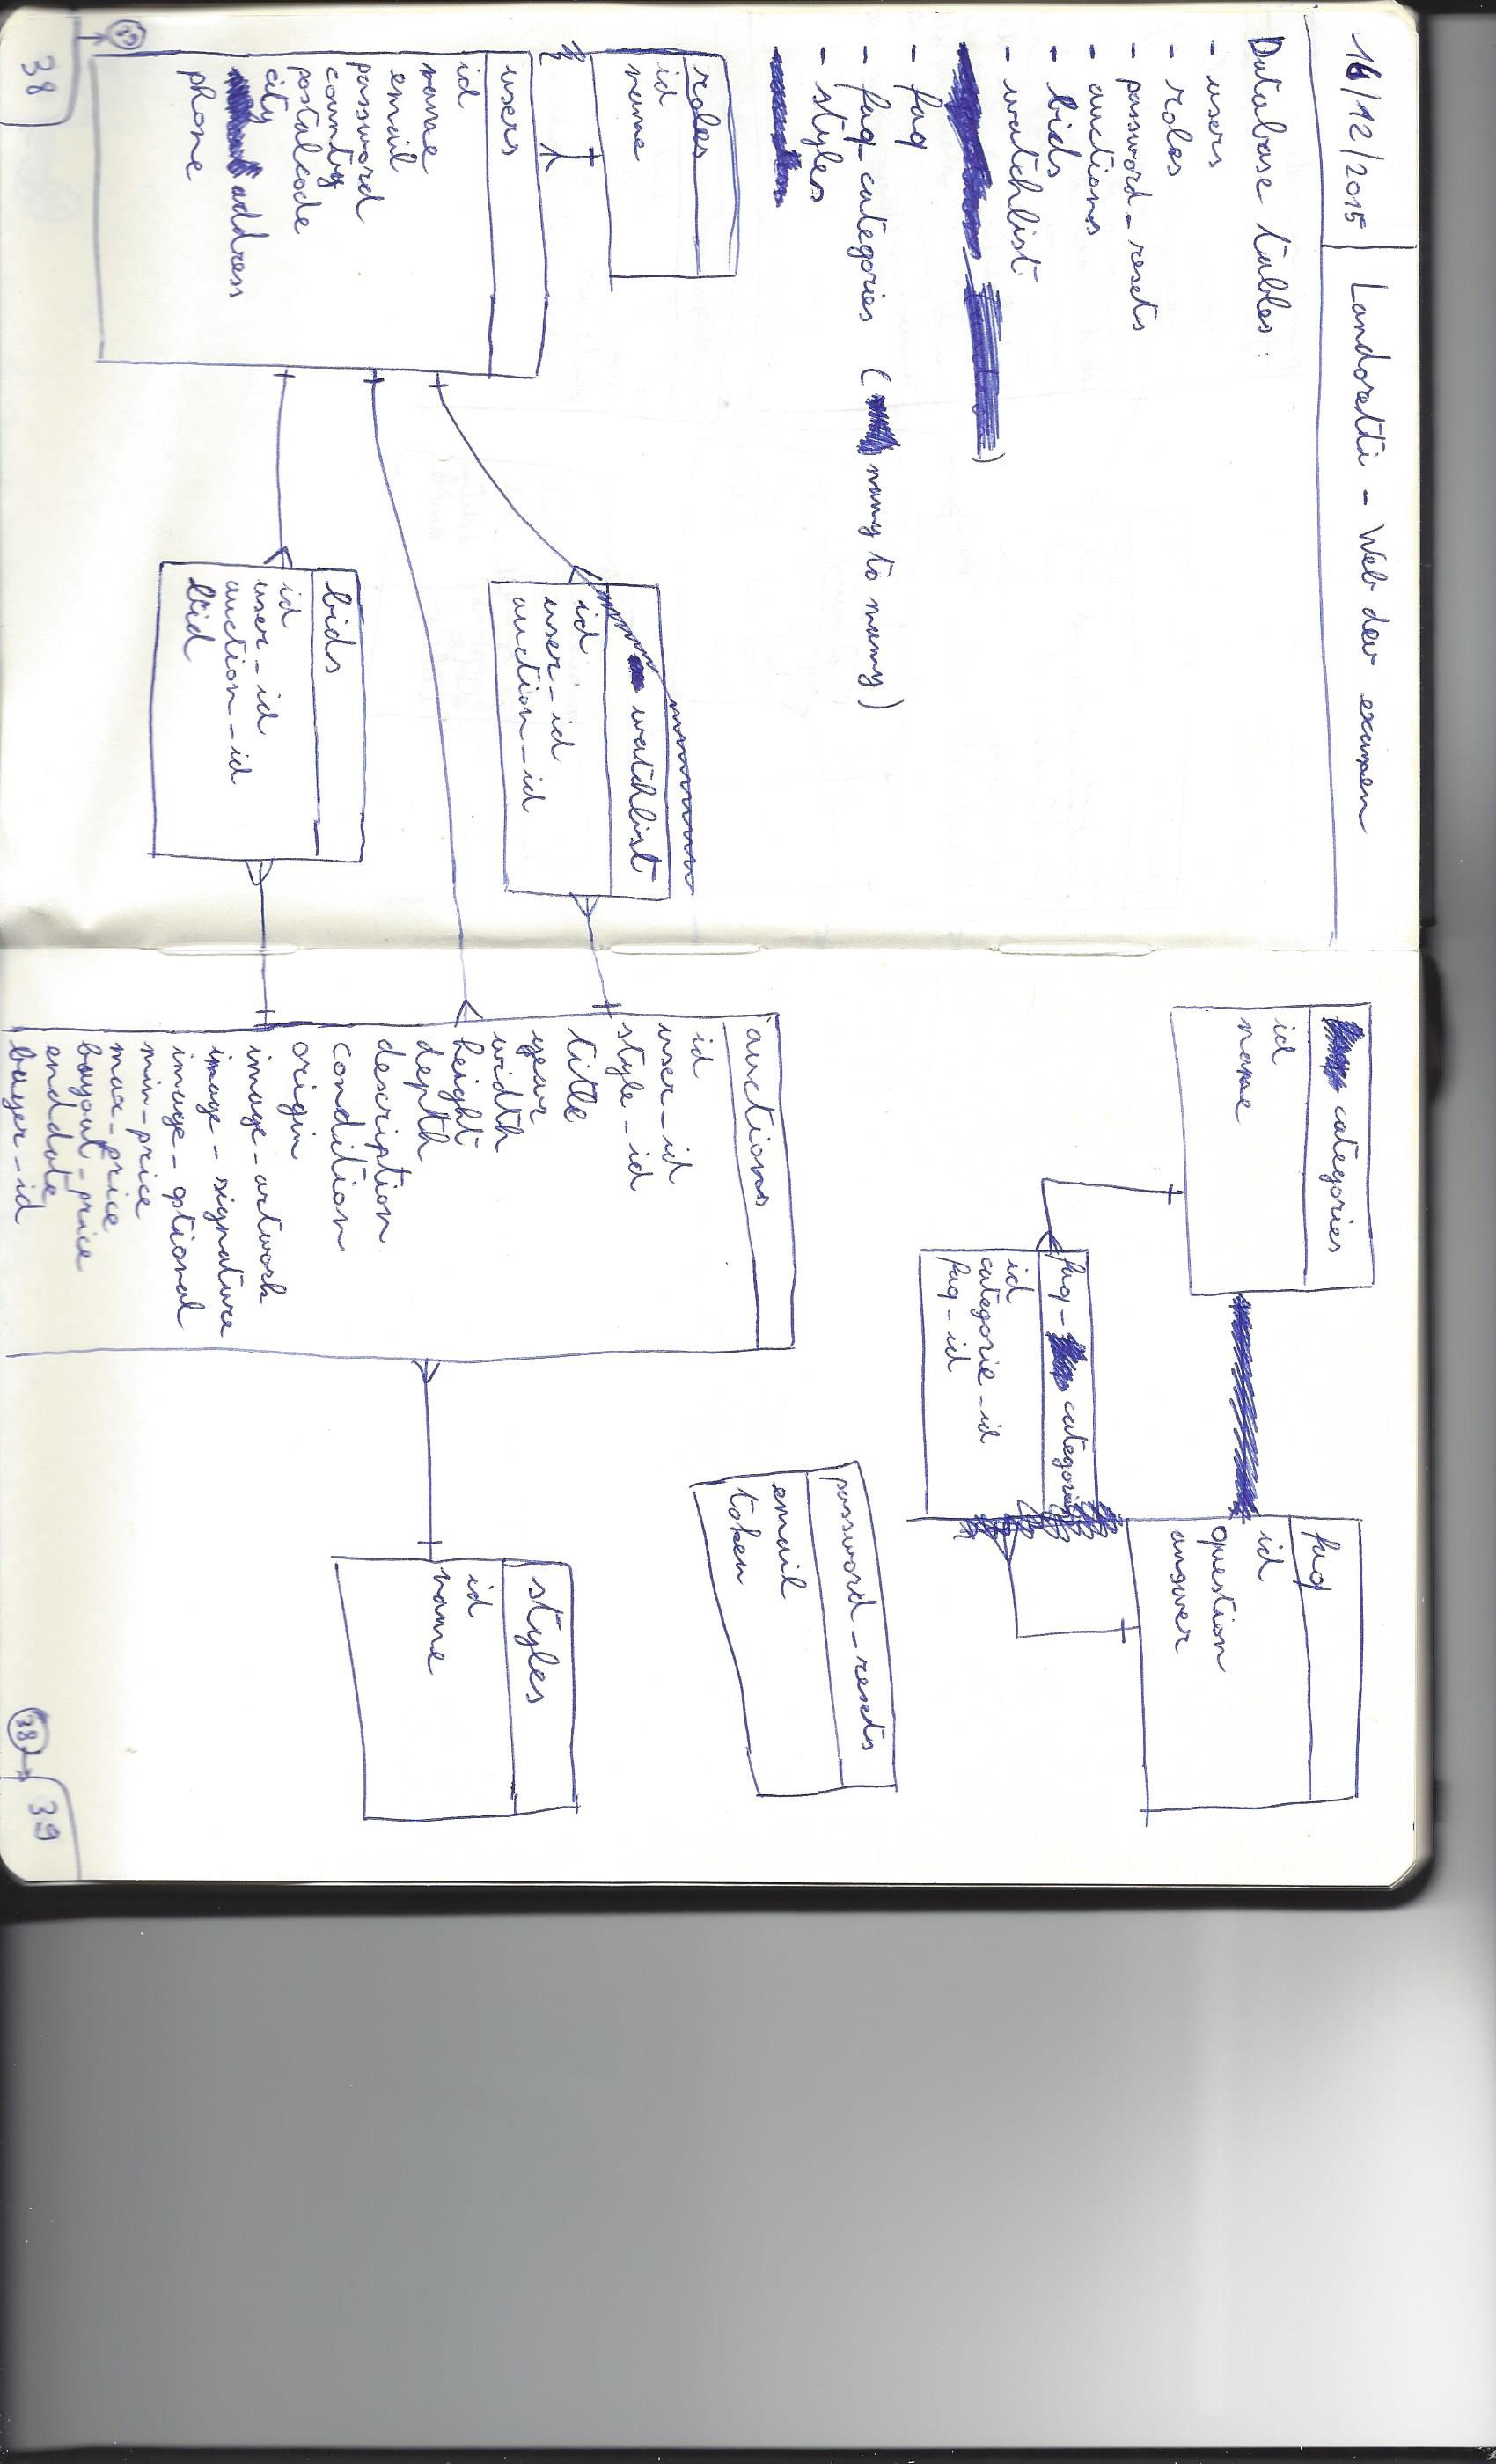 16/12/2015 Landoretti - Web dev examen
Database tables:
- users
- roles
- password_resets
- auctions
- bids
- watchlist
- faq
- faq_categories ( many to many )
- styles
roles
id
name
users
id
name
email
password
country
postalcode
city
address
phone
watchlist
id
user_id
auction_id
bids
id
user_id
auction_id
bid
38
categories
id
name
faq
id
question
answer
faq_ categories
id
categorie_id
faq_id
password_resets
email
token
auctions
id
user_id
style_id
title
year
width
height
depth
description
condition
origin
image_artwork
image_signature
image_optional
min_price
max_price
buyout_price
enddate
buyer_id
styles
id
name
38
39